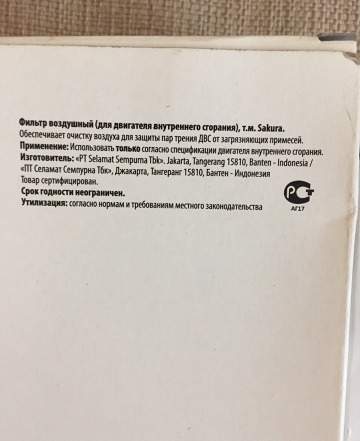 Фильтр воздушный (для двигателя внутреннего сгорания), т.м. Sakura.
Обеспечивает очистку воздуха для защиты пар трения ДВС от загрязняющих примесей.
Применение: Использовать только согласно спецификации двигателя внутреннего сгорания.
Изготовитель: «PT Selamat Sempurna Tbk». Jakarta, Tangerang 15810, Banten - Indonesia /
«ПТ Селамат Семпурна Тбк», Джакарта, Тангеранг 15810, Бантен - Индонезия
Товар сертифицирован.
Срок годности неограничен.
Утилизация: согласно нормам и требованиям местного законодательства
РСТ
АГ17